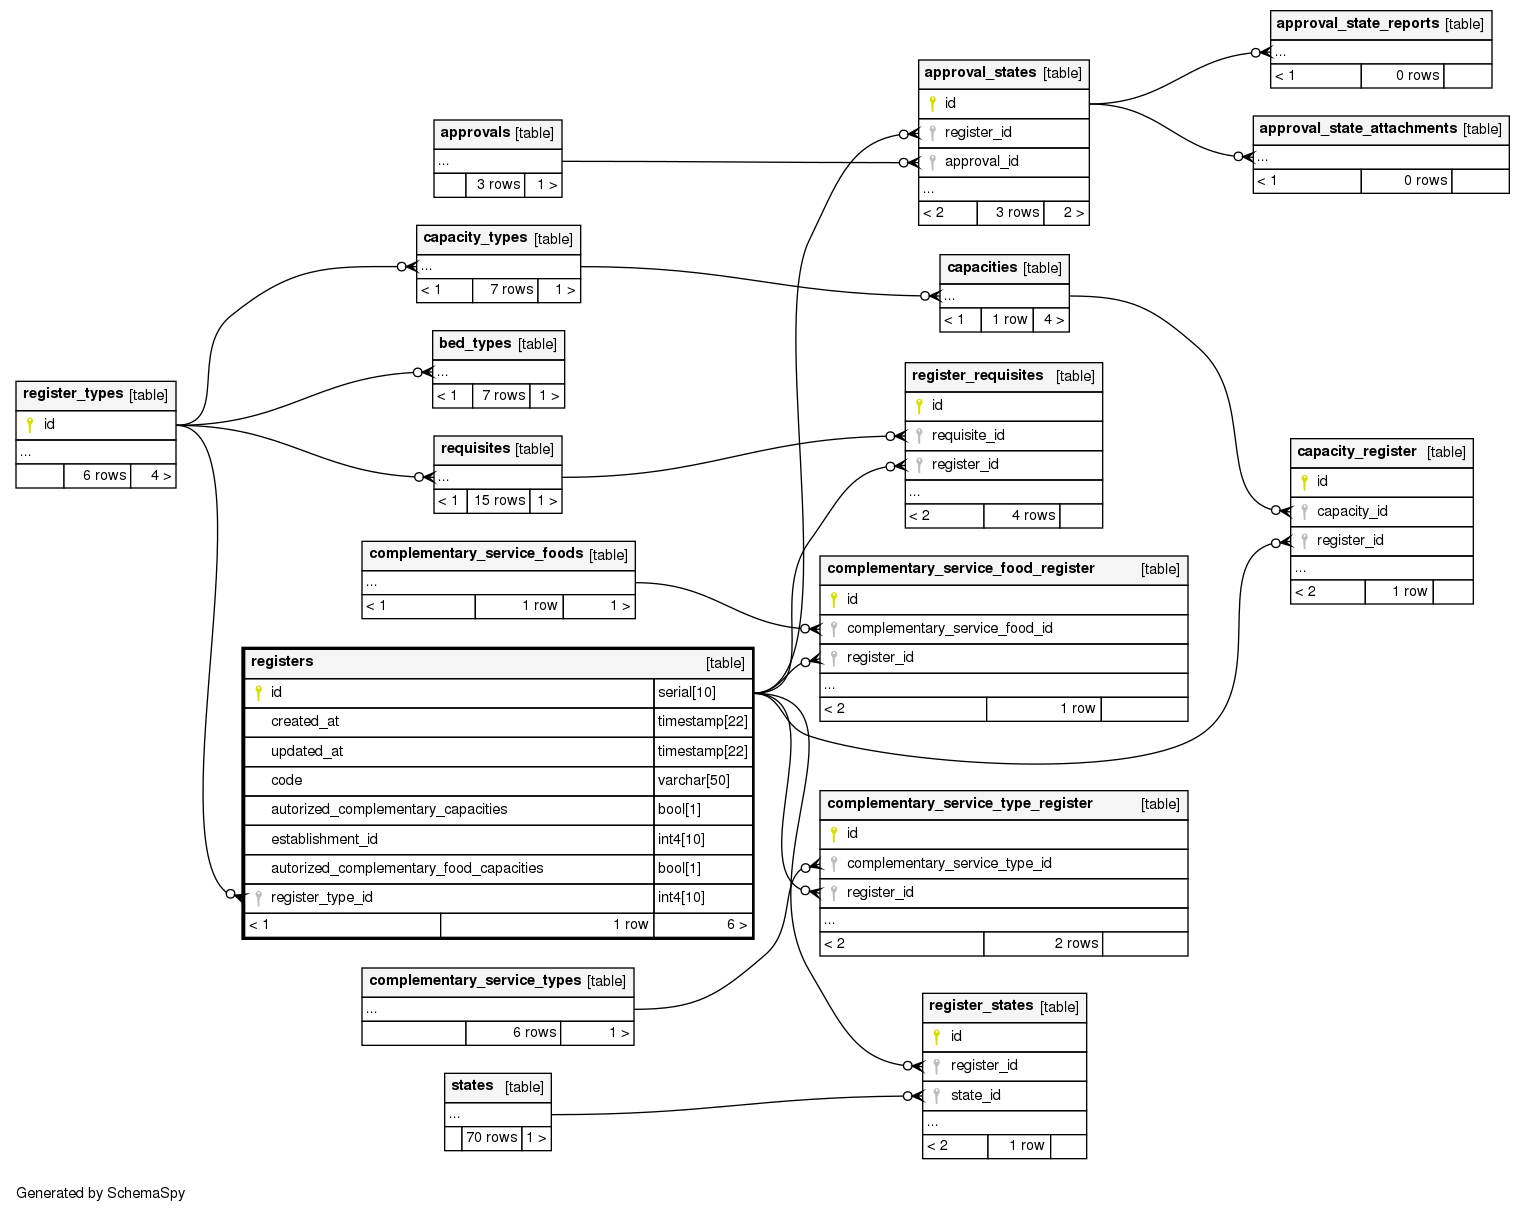 approval_state_reports [table]
...
< 1 0 rows
approval_states [table]
id
register_id
approval_id
...
< 2 3 rows 2 >
approval_state_attachments [table]
...
< 1 0 rows
approvals [table]
...
3 rows 1 >
capacity_types [table]
...
< 1 7 rows 1 >
capacities [table]
...
< 1 1 row 4 >
bed_types [table]
...
< 1 7 rows 1 >
register_types [table]
id
...
6 rows 4 >
register_requisites [table]
id
requisite_id
register_id
...
< 2 4 rows
requisites [table]
...
< 1 15 rows 1 >
capacity_register [table]
id
capacity_id
register_id
...
< 2 1 row
complementary_service_foods [table]
...
< 1 1 row 1 >
complementary_service_food_register [table]
id
complementary_service_food_id
register_id
...
< 2 1 row
registers [table]
id serial[10]
created_at timestamp[22]
updated_at timestamp[22]
code varchar[50]
autorized_complementary_capacities bool[1]
establishment_id int4[10]
autorized_complementary_food_capacities bool[1]
register_type_id int4[10]
< 1 1 row 6 >
complementary_service_type_register [table]
id
complementary_service_type_id
register_id
...
< 2 2 rows
complementary_service_types [table]
...
6 rows 1 >
register_states [table]
id
register_id
state_id
...
< 2 1 row
states [table]
...
70 rows 1 >
Generated by SchemaSpy